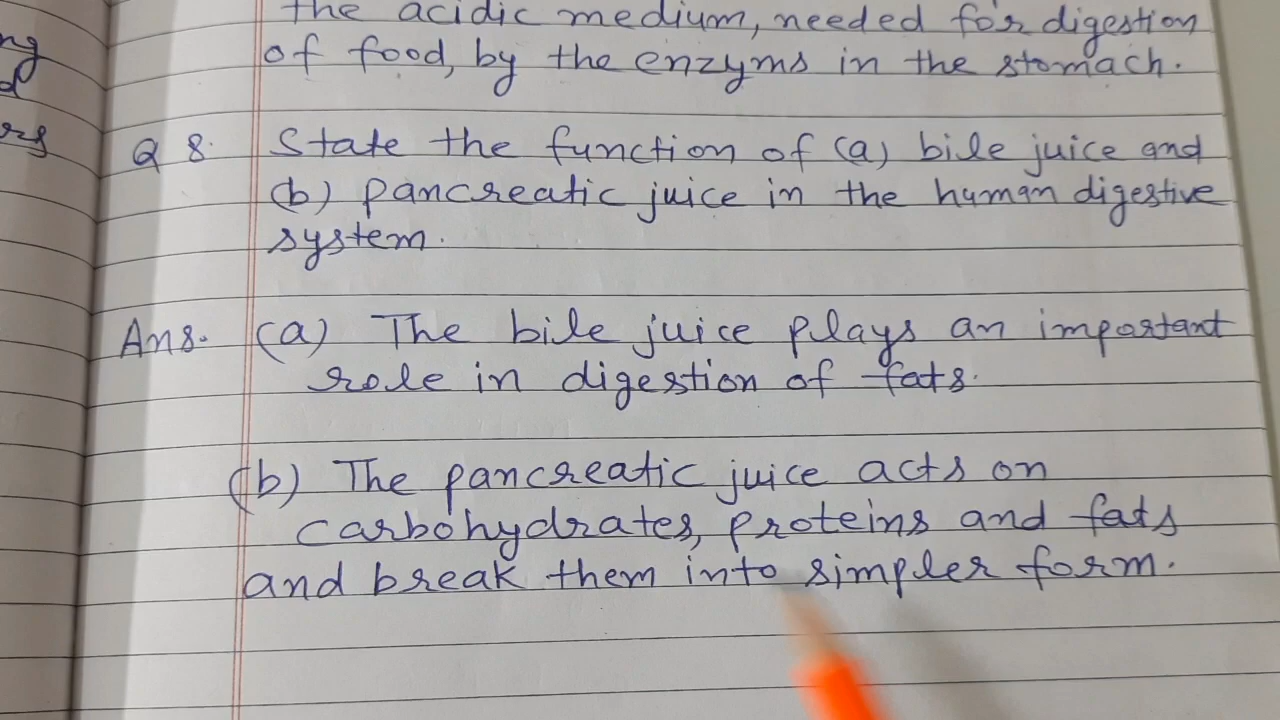 the acidic medium, needed for digestion
of food, by the enzyms in the stomach.
Q 8. State the function of (a) bile juice and
(b) pancreatic juice in the human digestive
system.
Ans. (a) The bile juice plays an important
role in digestion of fats.
(b) The pancreatic juice acts on
carbohydrates, proteins and fats
and break them into simpler form.